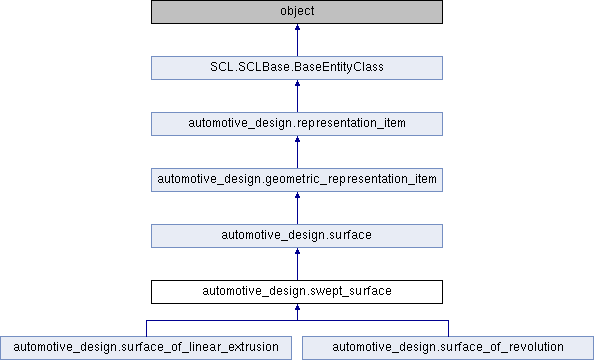 object
SCL.SCLBase.BaseEntityClass
automotive_design.representation_item
automotive_design.geometric_representation_item
automotive_design.surface
automotive_design.swept_surface
automotive_design.surface_of_linear_extrusion
automotive_design.surface_of_revolution